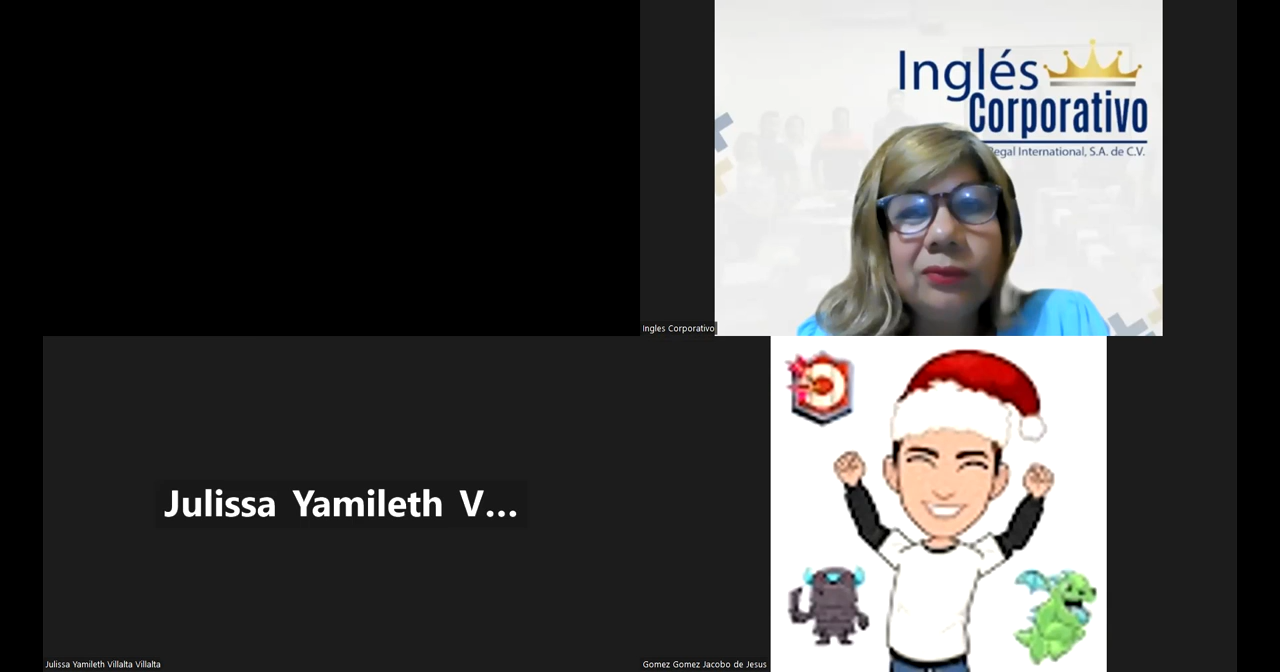 Inglés
Corporativo
Regal International, S.A. de C.V.
Ingles Corporativo
Julissa Yamileth V...
Julissa Yamileth Villalta Villalta
Gomez Gomez Jacobo de Jesus